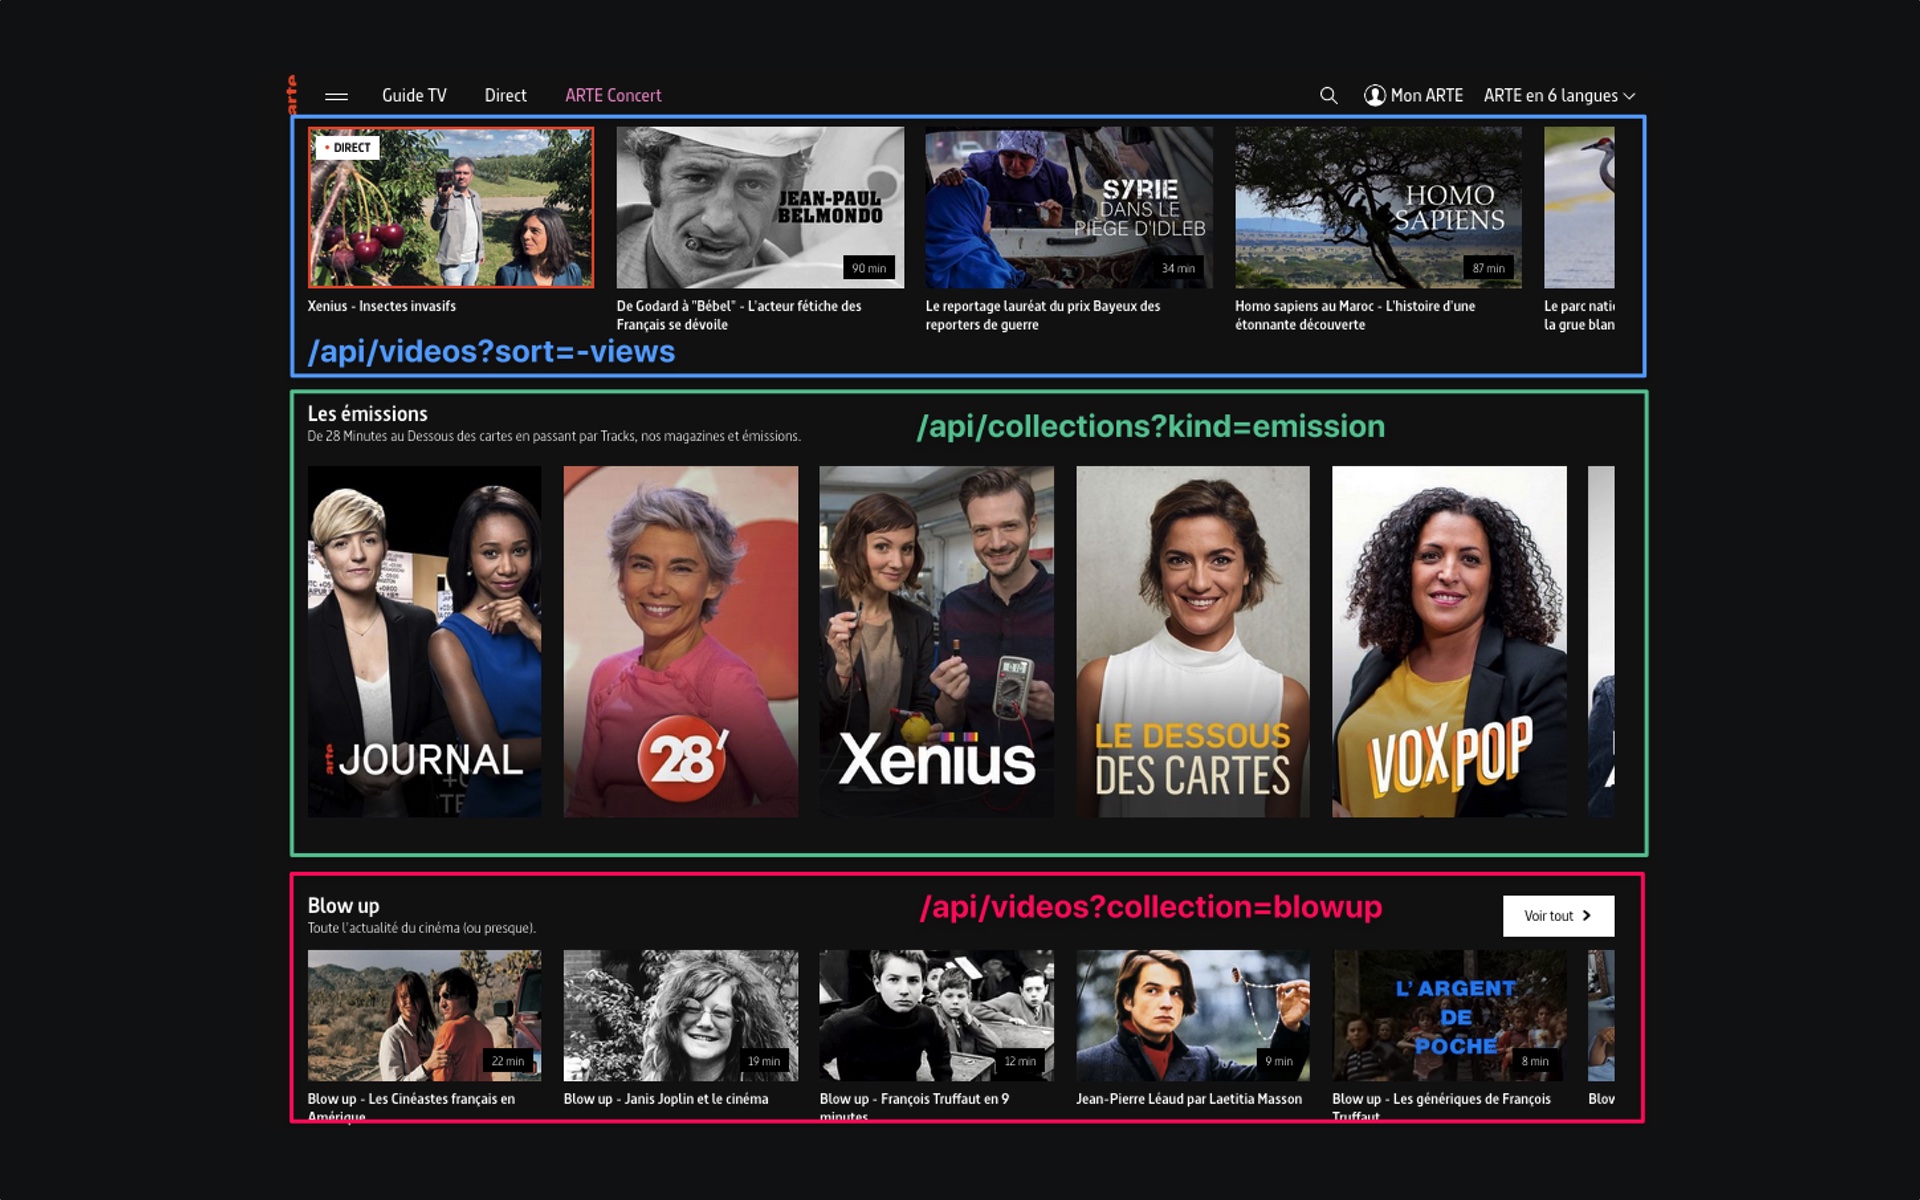 arte
Guide TV
Direct
ARTE Concert
Mon ARTE
ARTE en 6 langues
• DIRECT
JEAN-PAUL
BELMONDO
90 min
SYRIE
DANS LE
PIÈGE D'IDLEB
34 min
HOMO
SAPIENS
87 min
Xenius - Insectes invasifs
De Godard à "Bébel" - L'acteur fétiche des
Français se dévoile
Le reportage lauréat du prix Bayeux des
reporters de guerre
Homo sapiens au Maroc - L'histoire d'une
étonnante découverte
Le parc nati
la grue blan
/api/videos?sort=-views
Les émissions
De 28 Minutes au Dessous des cartes en passant par Tracks, nos magazines et émissions.
/api/collections?kind=emission
arte JOURNAL
28'
Xenius
LE DESSOUS
DES CARTES
VOX POP
Blow up
Toute l'actualité du cinéma (ou presque).
/api/videos?collection=blowup
Voir tout
22 min
19 min
12 min
9 min
L'ARGENT
DE
POCHE
8 min
Blow up - Les Cinéastes français en
Amérique
Blow up - Janis Joplin et le cinéma
Blow up - François Truffaut en 9
minutes
Jean-Pierre Léaud par Laetitia Masson
Blow up - Les génériques de François
Truffaut
Blov